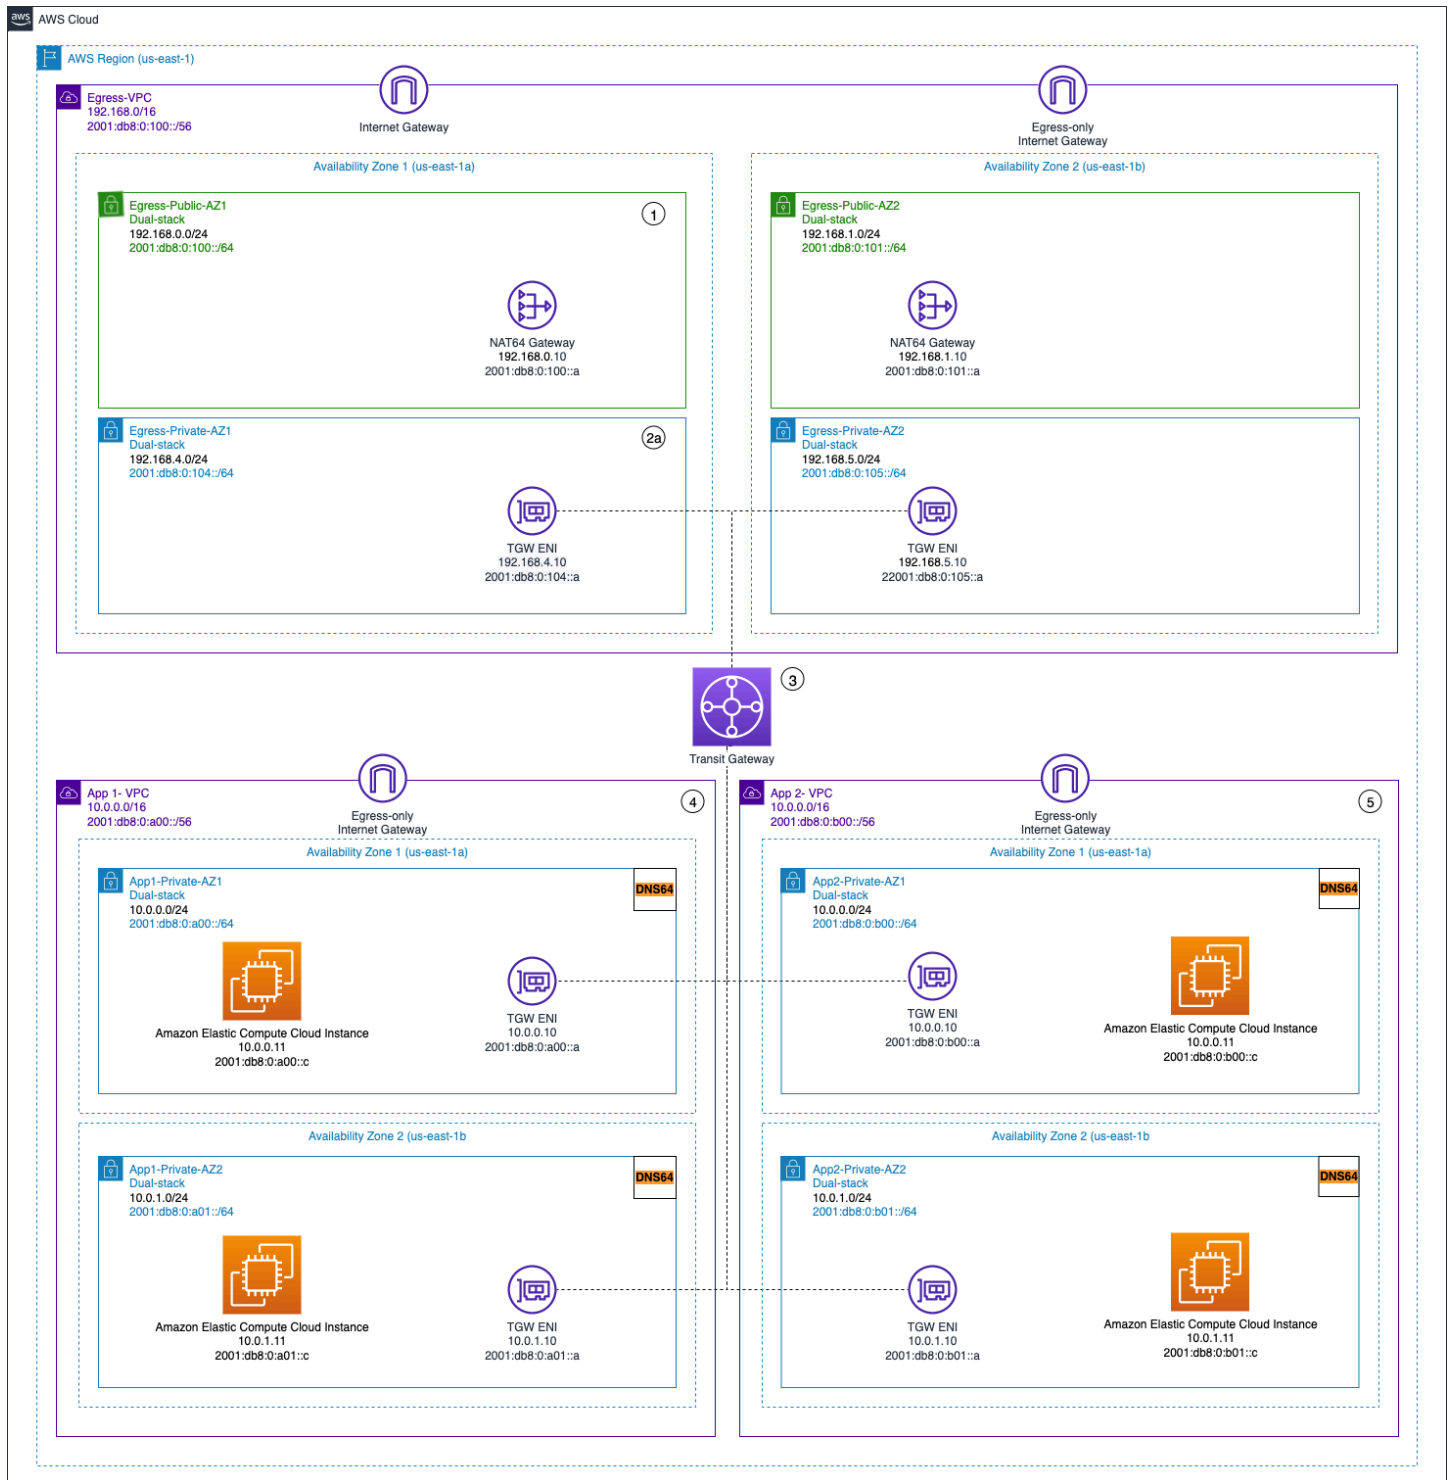 aws
AWS Cloud
AWS Region (us-east-1)
Egress-VPC
192.168.0/16
2001:db8:0:100::/56
Internet Gateway
Egress-only
Internet Gateway
Availability Zone 1 (us-east-1a)
Egress-Public-AZ1
Dual-stack
192.168.0.0/24
2001:db8:0:100::/64
1
NAT64 Gateway
192.168.0.10
2001:db8:0:100::a
Availability Zone 2 (us-east-1b)
Egress-Public-AZ2
Dual-stack
192.168.1.0/24
2001:db8:0:101::/64
NAT64 Gateway
192.168.1.10
2001:db8:0:101::a
Egress-Private-AZ1
Dual-stack
192.168.4.0/24
2001:db8:0:104::/64
2a
TGW ENI
192.168.4.10
2001:db8:0:104::a
Egress-Private-AZ2
Dual-stack
192.168.5.0/24
2001:db8:0:105::/64
TGW ENI
192.168.5.10
22001:db8:0:105::a
3
Transit Gateway
App 1- VPC
10.0.0.0/16
2001:db8:0:a00::/56
Egress-only
Internet Gateway
4
Availability Zone 1 (us-east-1a)
App1-Private-AZ1
Dual-stack
10.0.0.0/24
2001:db8:0:a00::/64
DNS64
Amazon Elastic Compute Cloud Instance
10.0.0.11
2001:db8:0:a00::c
TGW ENI
10.0.0.10
2001:db8:0:a00::a
Availability Zone 2 (us-east-1b
App1-Private-AZ2
Dual-stack
10.0.1.0/24
2001:db8:0:a01::/64
DNS64
Amazon Elastic Compute Cloud Instance
10.0.1.11
2001:db8:0:a01::c
TGW ENI
10.0.1.10
2001:db8:0:a01::a
App 2- VPC
10.0.0.0/16
2001:db8:0:b00::/56
Egress-only
Internet Gateway
5
Availability Zone 1 (us-east-1a)
App2-Private-AZ1
Dual-stack
10.0.0.0/24
2001:db8:0:b00::/64
DNS64
TGW ENI
10.0.0.10
2001:db8:0:b00::a
Amazon Elastic Compute Cloud Instance
10.0.0.11
2001:db8:0:b00::c
Availability Zone 2 (us-east-1b
App2-Private-AZ2
Dual-stack
10.0.1.0/24
2001:db8:0:b01::/64
DNS64
TGW ENI
10.0.1.10
2001:db8:0:b01::a
Amazon Elastic Compute Cloud Instance
10.0.1.11
2001:db8:0:b01::c